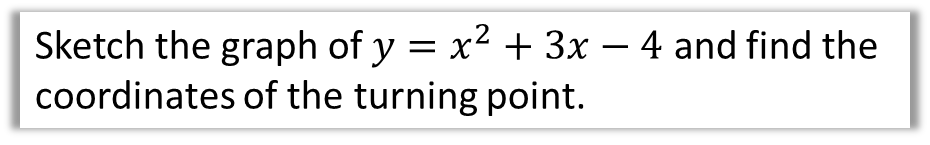 Sketch the graph of y = x² + 3x − 4 and find the
coordinates of the turning point.